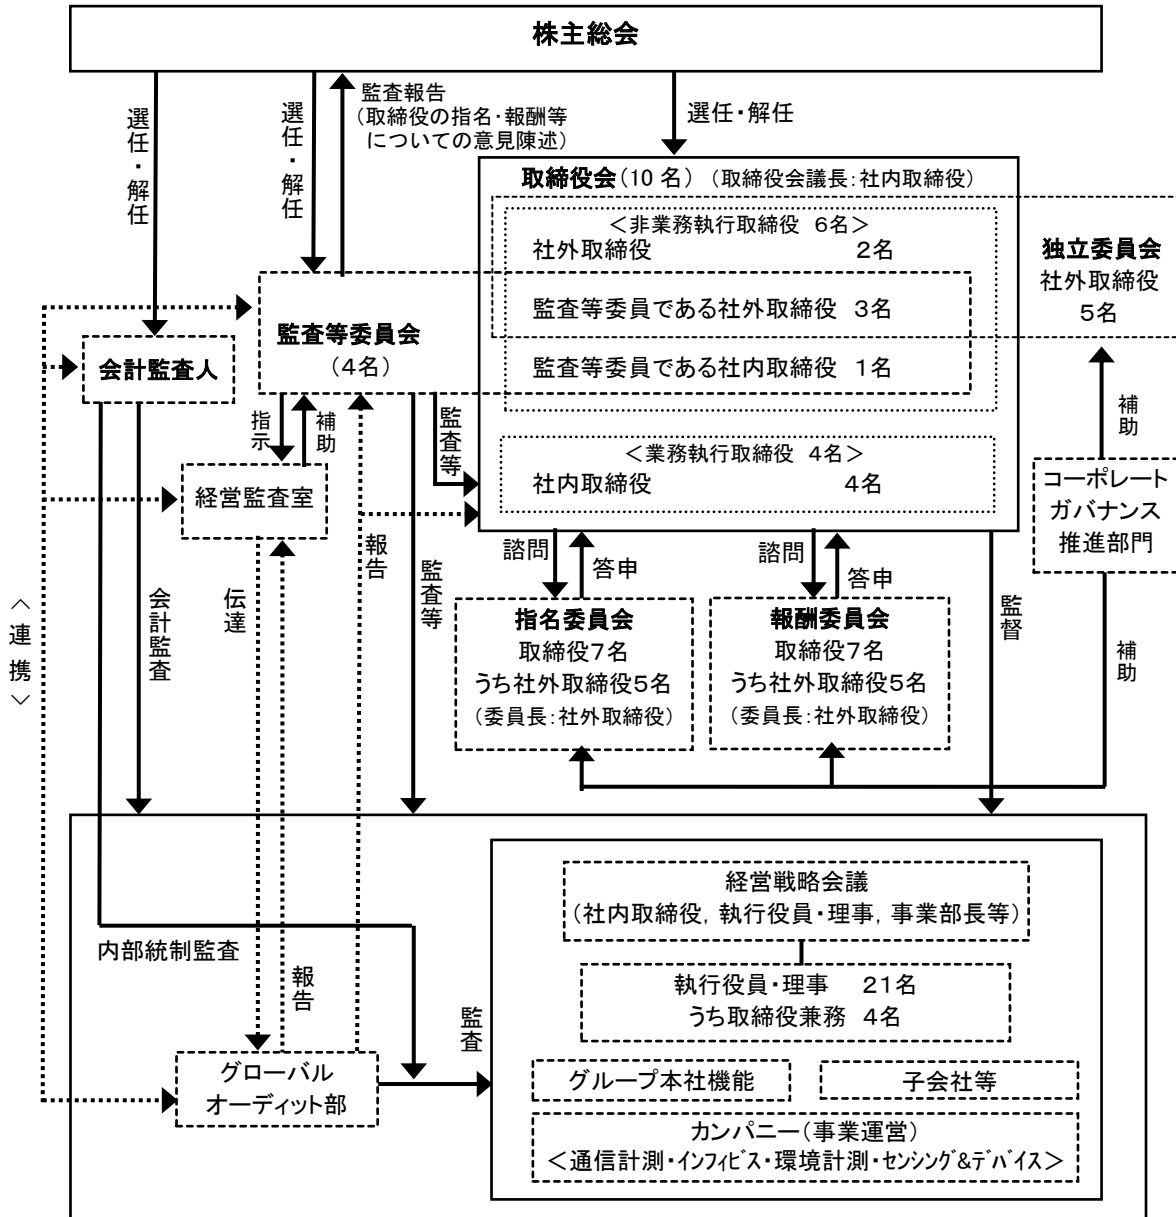 株主総会
選任・解任
選任・解任
監査報告
(取締役の指名・報酬等
についての意見陳述)
選任・解任
取締役会(10名) (取締役会議長:社内取締役)
<非業務執行取締役 6名>
社外取締役 2名
監査等委員である社外取締役 3名
監査等委員である社内取締役 1名
独立委員会
社外取締役
5名
監査等委員会
(4名)
会計監査人
指示
補助
監査等
<業務執行取締役 4名>
社内取締役 4名
補助
コーポレート
ガバナンス
推進部門
経営監査室
報告
諮問
答申
諮問
答申
<連携>
会計監査
伝達
監査等
指名委員会
取締役7名
うち社外取締役5名
(委員長:社外取締役)
報酬委員会
取締役7名
うち社外取締役5名
(委員長:社外取締役)
監督
補助
経営戦略会議
(社内取締役, 執行役員・理事, 事業部長等)
内部統制監査
報告
執行役員・理事 21名
うち取締役兼務 4名
監査
グローバル
オーディット部
グループ本社機能
子会社等
カンパニー(事業運営)
<通信計測・インフィビス・環境計測・センシング&デバイス>